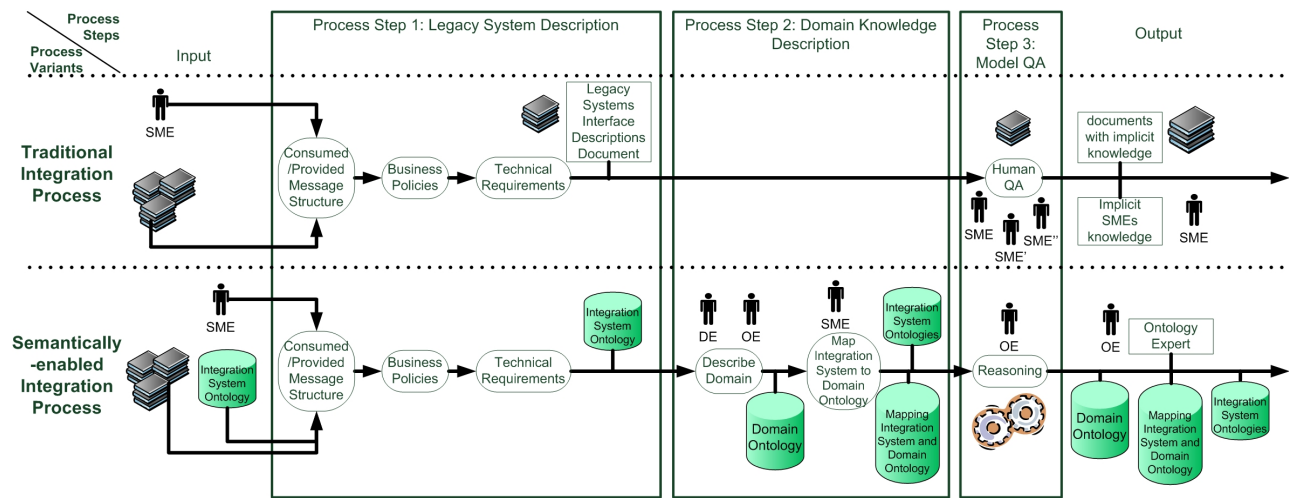 Process
Steps
Process
Variants
Input
Process Step 1: Legacy System Description
Process Step 2: Domain Knowledge
Description
Process
Step 3:
Model QA
Output
Traditional
Integration
Process
SME
Consumed
/Provided
Message
Structure
Business
Policies
Technical
Requirements
Legacy
Systems
Interface
Descriptions
Document
Human
QA
SME
SME'
SME''
documents
with implicit
knowledge
Implicit
SMEs
knowledge
SME
Semantically
-enabled
Integration
Process
SME
Integration
System
Ontology
Consumed
/Provided
Message
Structure
Business
Policies
Technical
Requirements
Integration
System
Ontology
DE
OE
Describe
Domain
Domain
Ontology
SME
Map
Integration
System to
Domain
Ontology
Integration
System
Ontologies
Mapping
Integration
System and
Domain
Ontology
OE
Reasoning
OE
Ontology
Expert
Domain
Ontology
Mapping
Integration
System and
Domain
Ontology
Integration
System
Ontologies